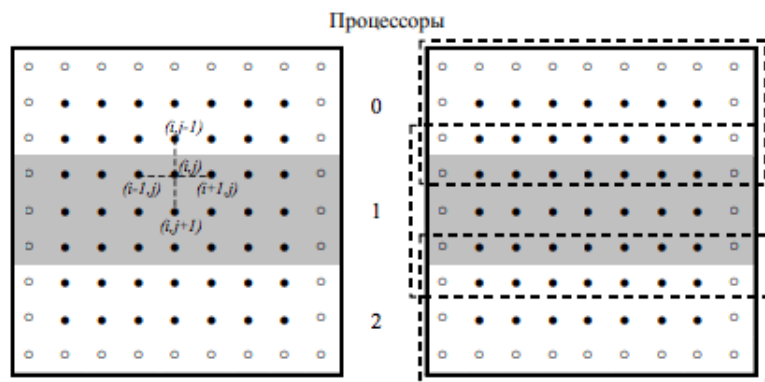 Процессоры
0
(i,j-1)
(i,j)
(i-1,j) (i+1,j)
1
(i,j+1)
2